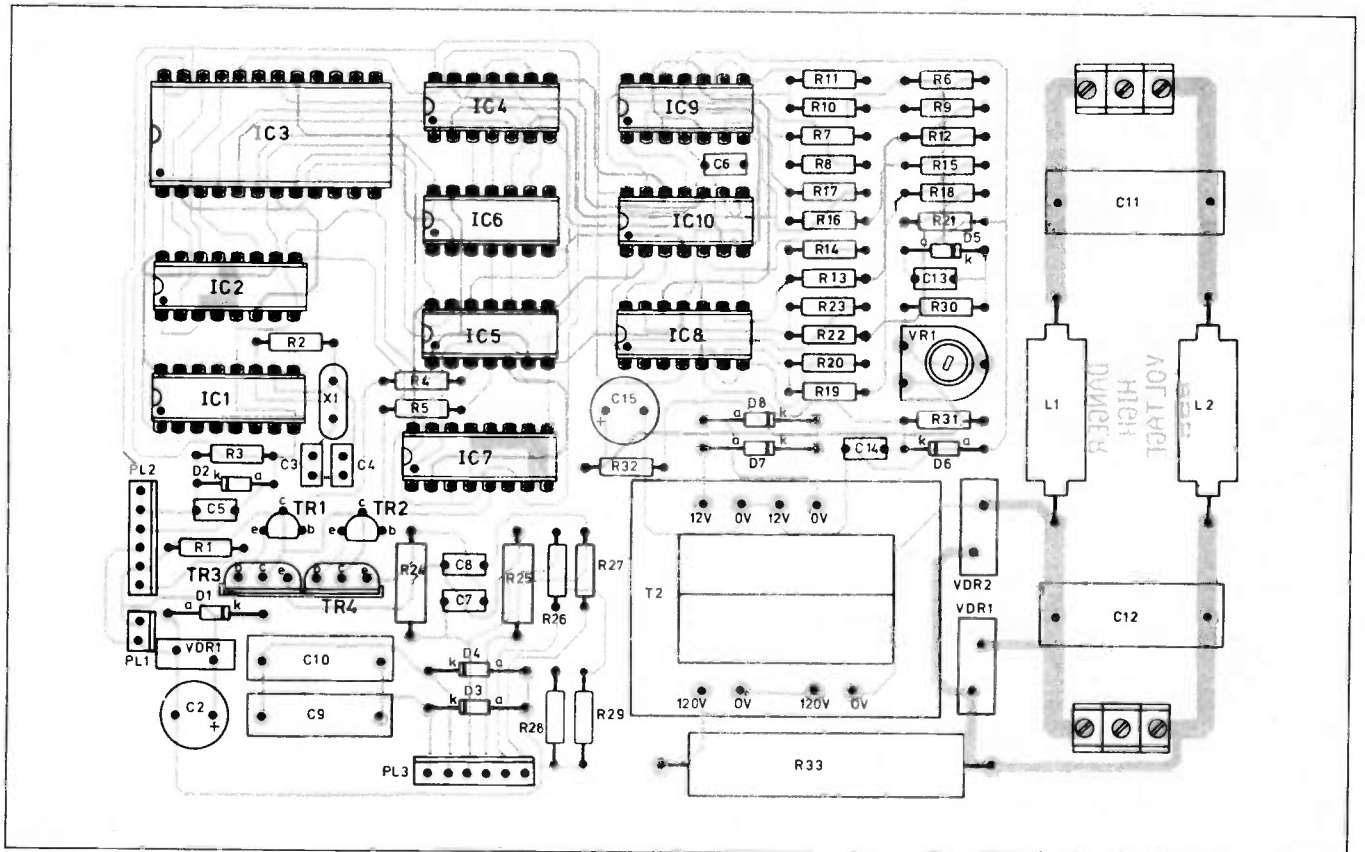 IC3
IC4
IC9
R11
R6
R10
R9
R7
R12
C6
R8
R15
R17
R18
C11
IC6
IC10
R16
R21
R14
D5
a
k
IC2
R13
C13
R23
R30
IC5
IC8
R22
VR1
R2
R20
R4
R19
IC1
X1
R5
C15
+
D8
a
k
R31
L1
DANGER
HIGH
VOLTAGE
L2
a
k
D7
C14
k
a
D6
R3
C3
C4
IC7
R32
PL2
D2
k
a
C5
TR1
c
e
b
TR2
c
e
b
12V
0V
12V
0V
R1
R24
C8
R25
R27
VDR2
TR3
b
c
e
b
c
e
TR4
C7
R26
T2
VDR1
D1
a
k
PL1
VDR1
C10
D4
k
a
C12
C2
+
C9
D3
k
a
R28
R29
120V
0V
120V
0V
PL3
R33